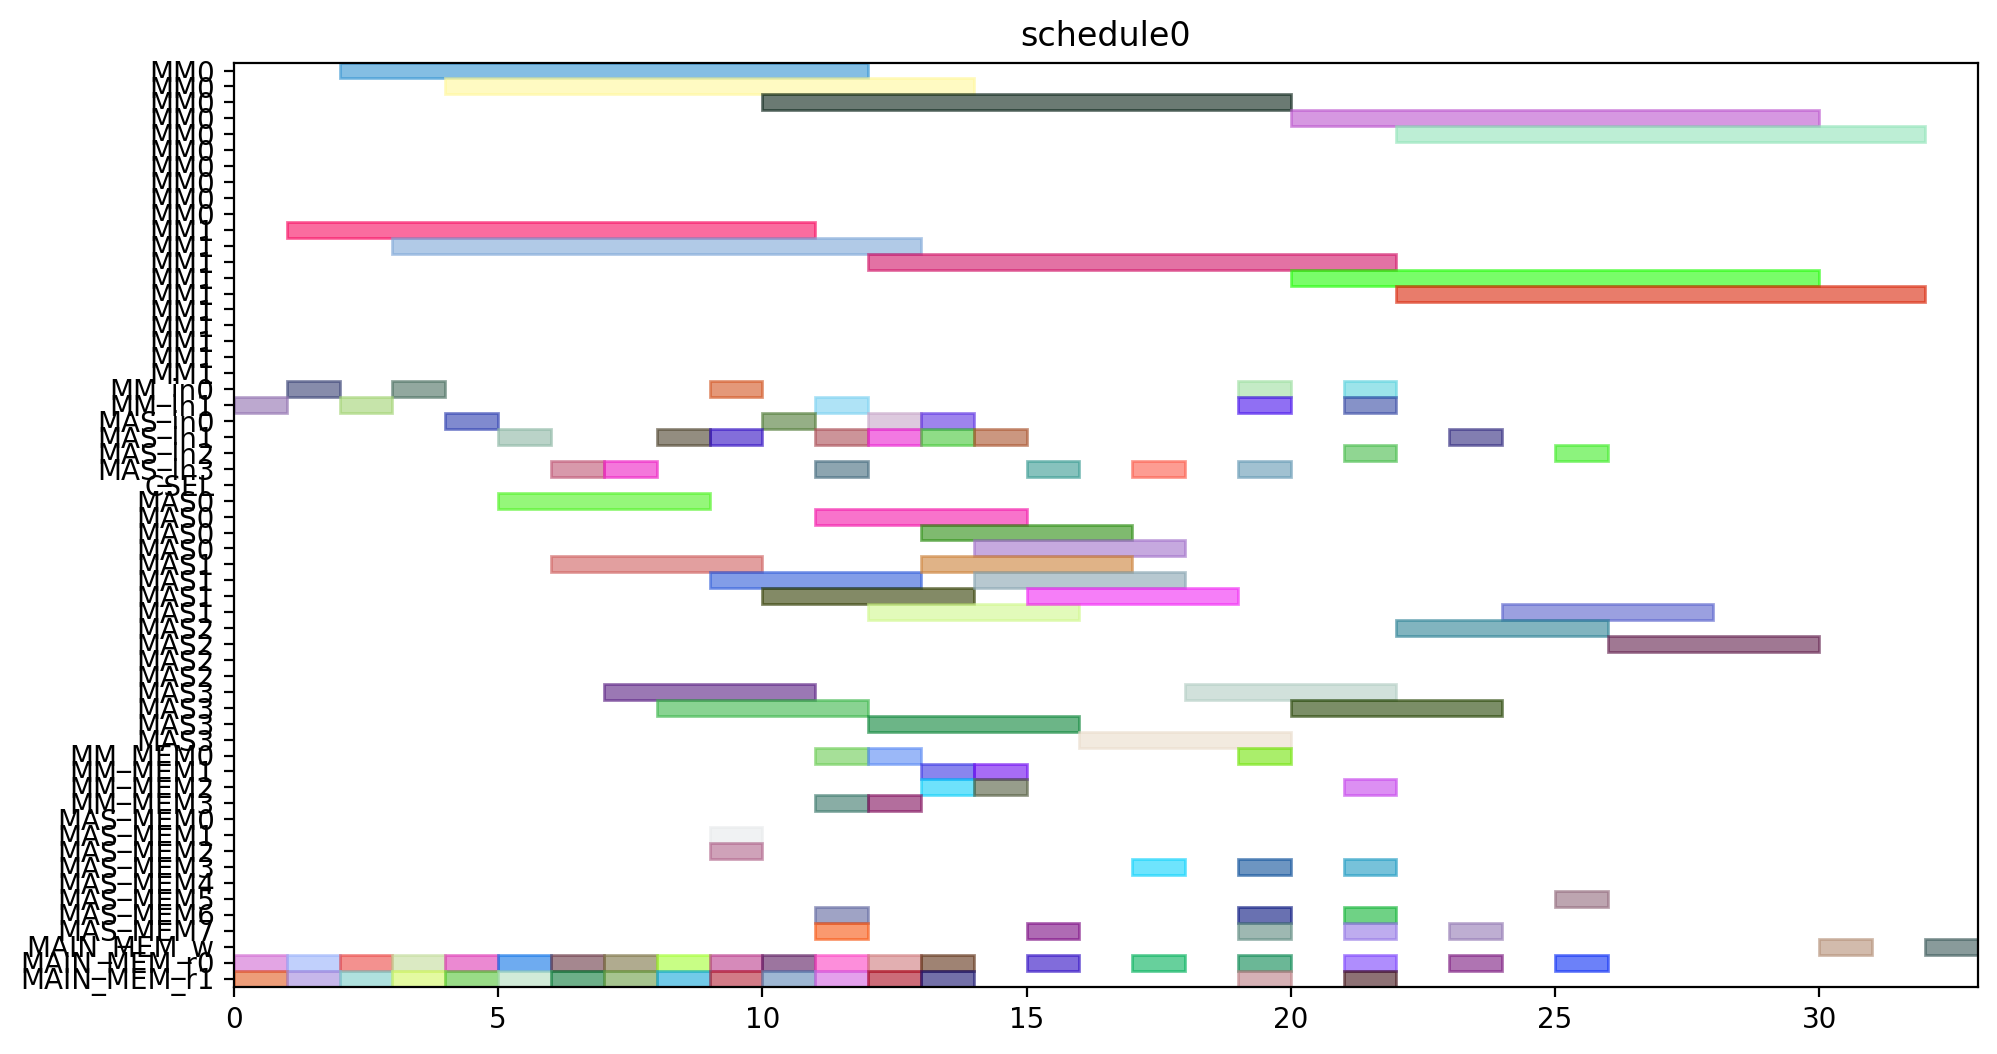 schedule0
MM0
MM0
MM0
MM0
MM0
MM0
MM0
MM0
MM0
MM0
MM1
MM1
MM1
MM1
MM1
MM1
MM1
MM1
MM1
MM1
MM_in0
MM_in1
MAS_in0
MAS_in1
MAS_in2
MAS_in3
CSEL
MAS0
MAS0
MAS0
MAS0
MAS1
MAS1
MAS1
MAS1
MAS2
MAS2
MAS2
MAS2
MAS3
MAS3
MAS3
MAS3
MM_MEM0
MM_MEM1
MM_MEM2
MM_MEM3
MAS_MEM0
MAS_MEM1
MAS_MEM2
MAS_MEM3
MAS_MEM4
MAS_MEM5
MAS_MEM6
MAS_MEM7
MAIN_MEM_w
MAIN_MEM_r0
MAIN_MEM_r1
0 5 10 15 20 25 30